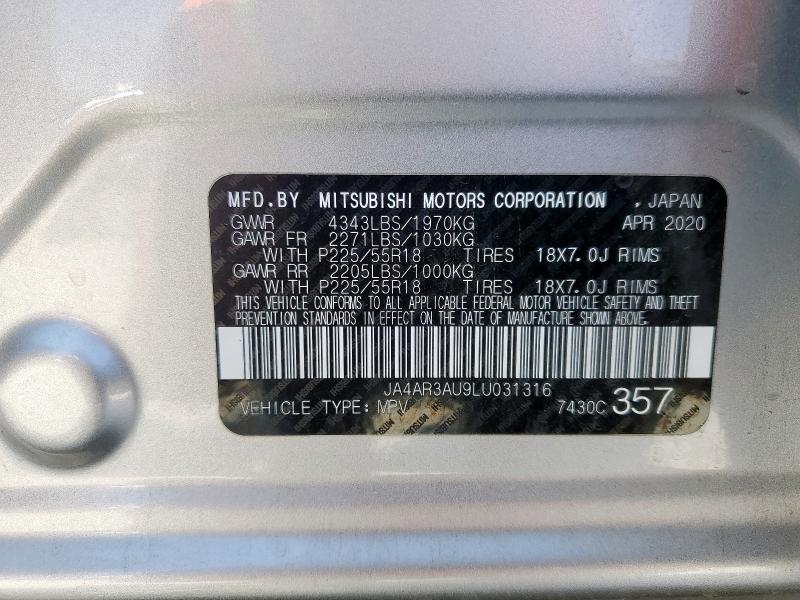 MFD.BY MITSUBISHI MOTORS CORPORATION . JAPAN
GVWR 4343LBS/1970KG APR 2020
GAWR FR 2271LBS/1030KG
WITH P225/55R18 TIRES 18X7.0J RIMS
GAWR RR 2205LBS/1000KG
WITH P225/55R18 TIRES 18X7.0J RIMS
THIS VEHICLE CONFORMS TO ALL APPLICABLE FEDERAL MOTOR VEHICLE SAFETY AND THEFT
PREVENTION STANDARDS IN EFFECT ON THE DATE OF MANUFACTURE SHOWN ABOVE.
JA4AR3AU9LU031316
VEHICLE TYPE: MPV 7430C 357